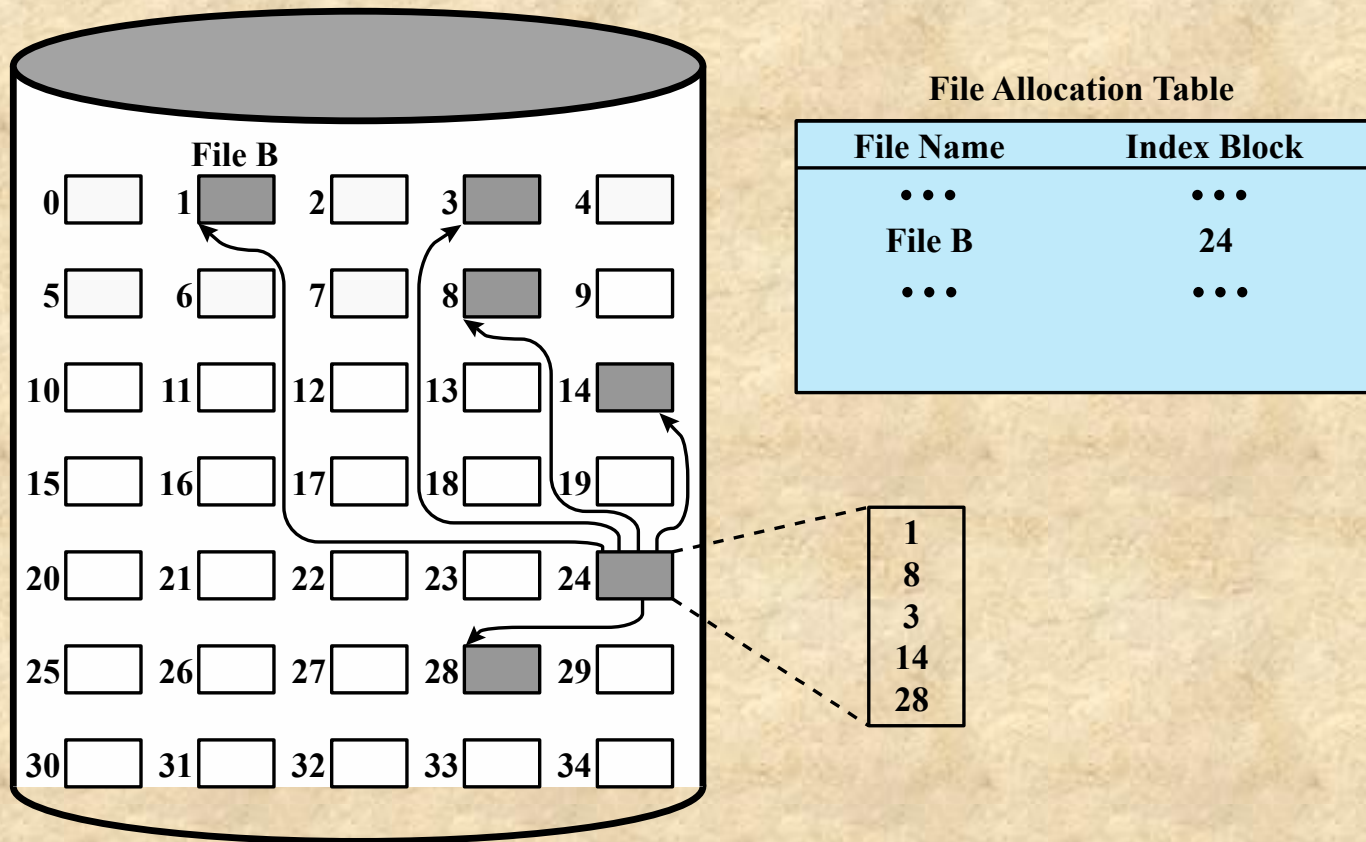 File B
0 1 2 3 4
5 6 7 8 9
10 11 12 13 14
15 16 17 18 19
20 21 22 23 24
25 26 27 28 29
30 31 32 33 34
File Allocation Table
File Name Index Block
• • • • • •
File B 24
• • • • • •
1
8
3
14
28